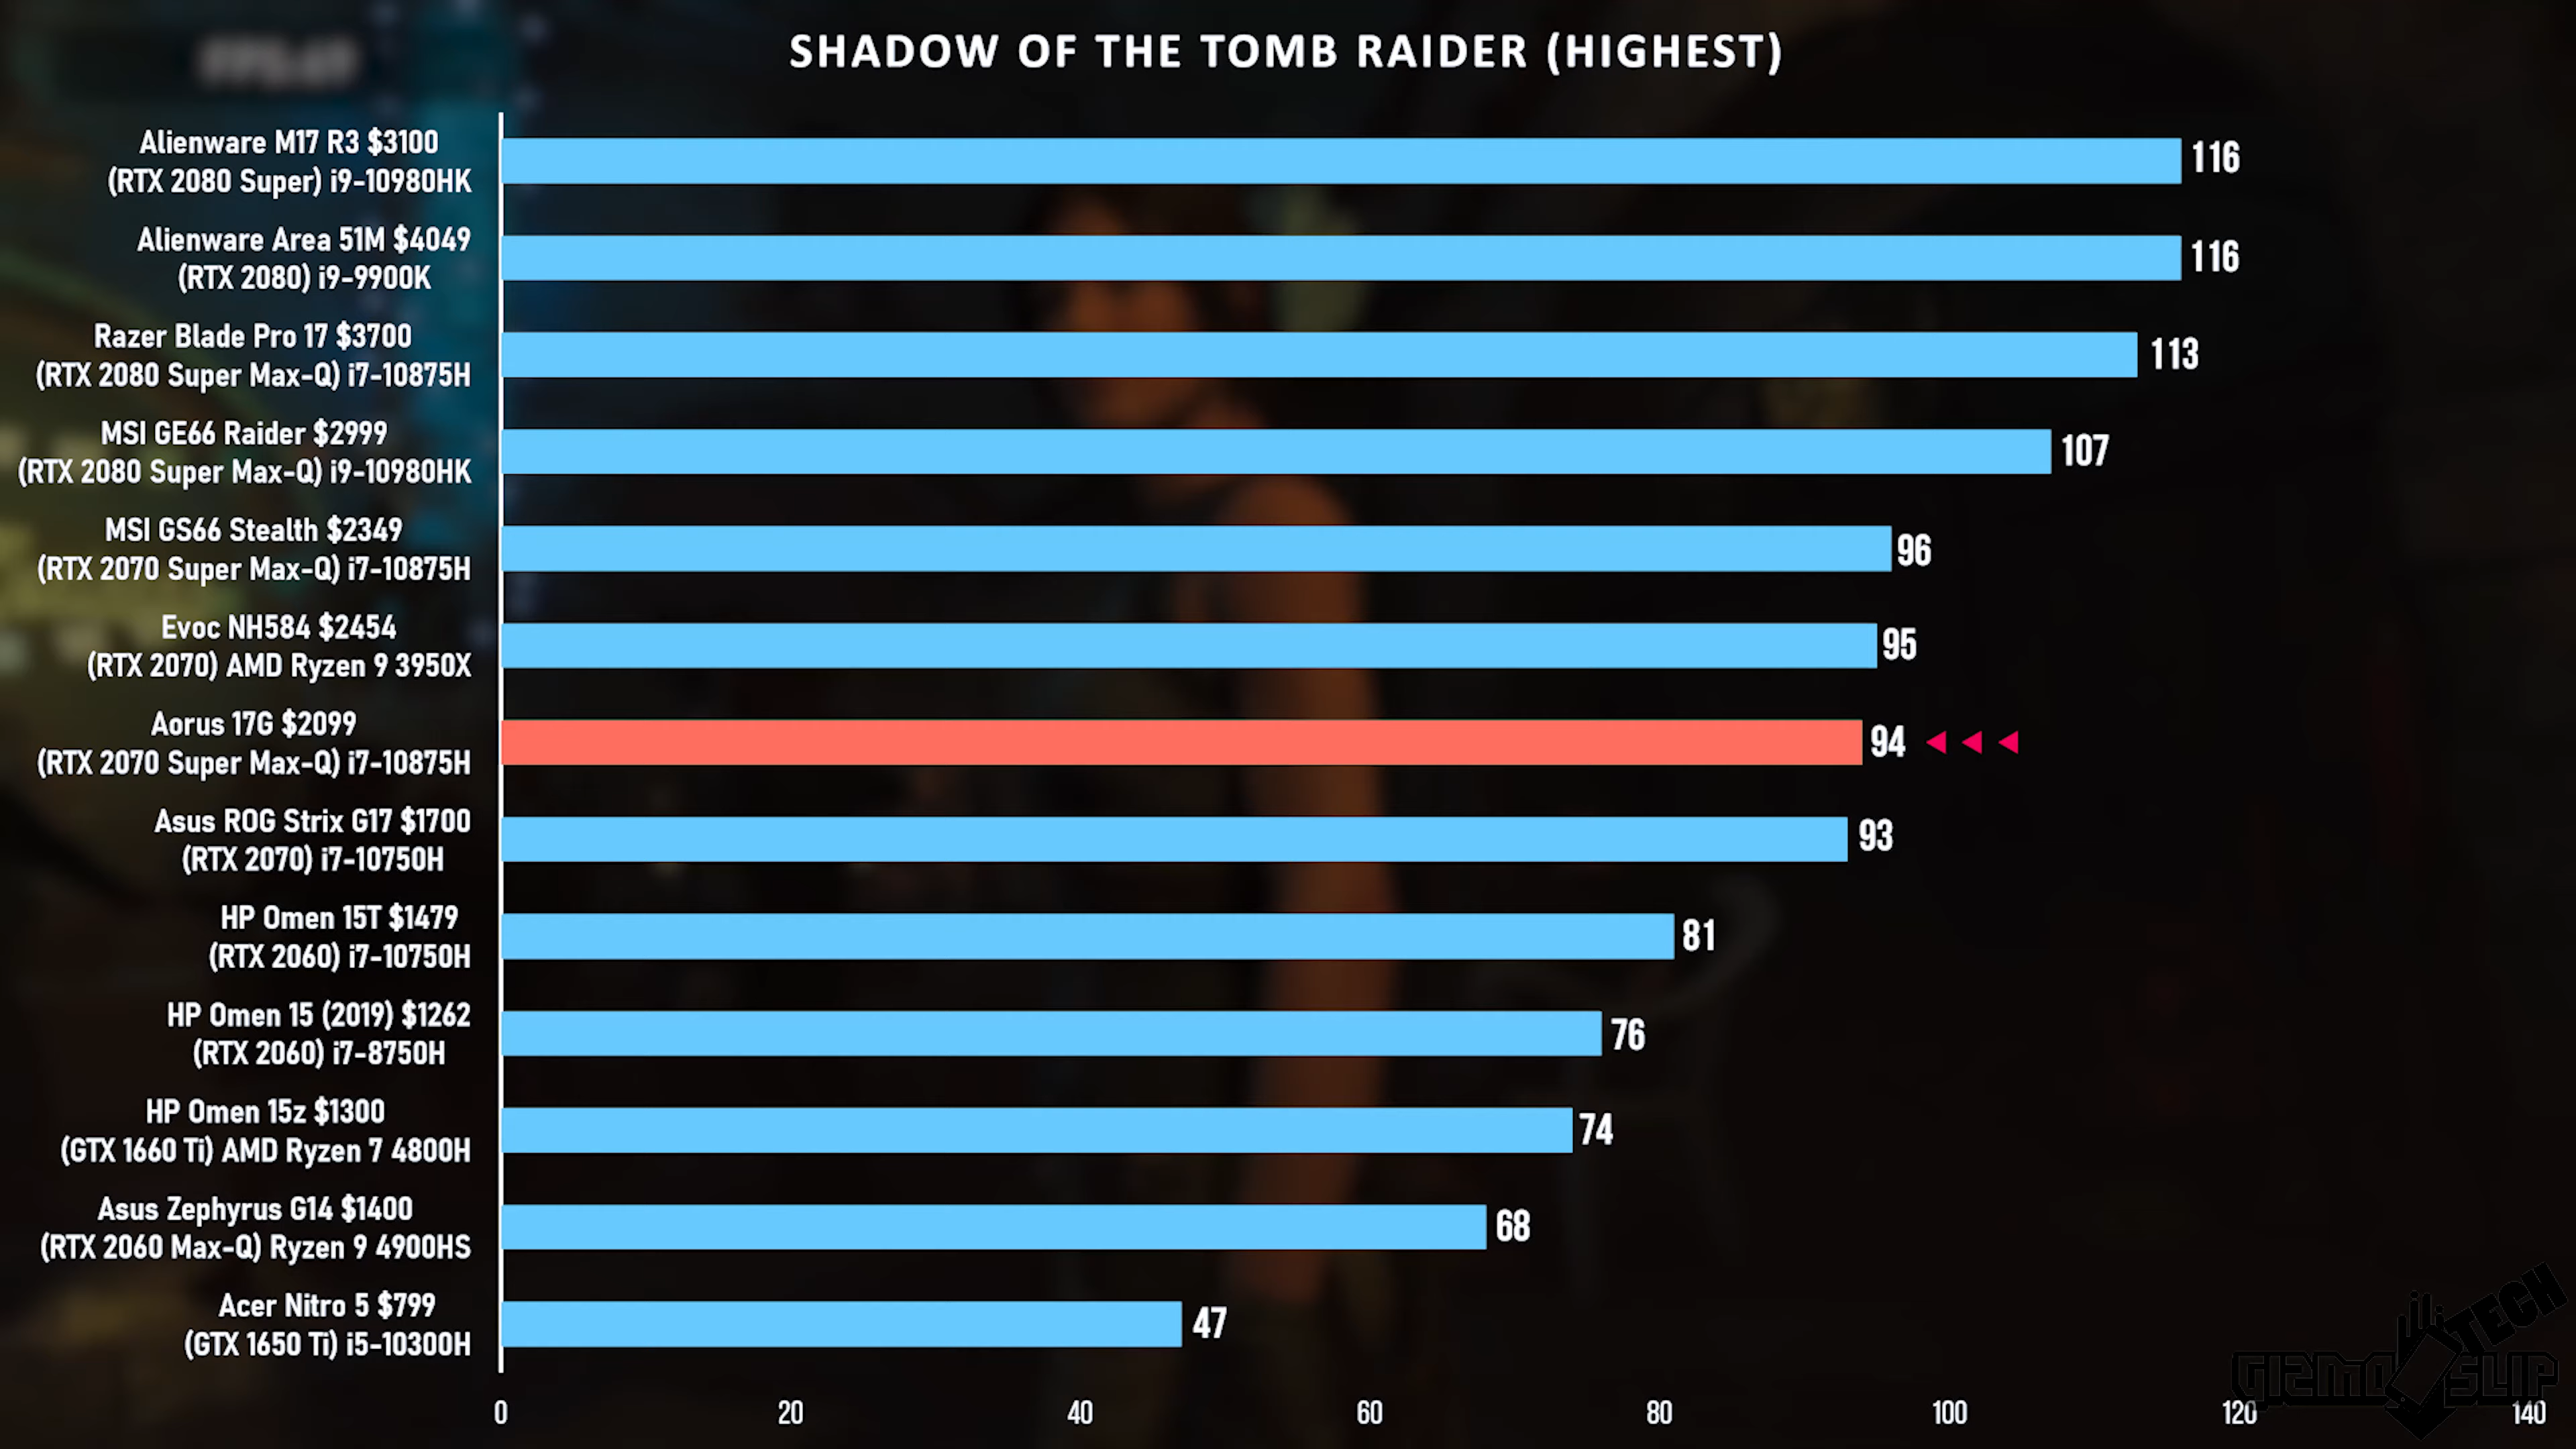 SHADOW OF THE TOMB RAIDER (HIGHEST)
Alienware M17 R3 $3100
(RTX 2080 Super) i9-10980HK
116
Alienware Area 51M $4049
(RTX 2080) i9-9900K
116
Razer Blade Pro 17 $3700
(RTX 2080 Super Max-Q) i7-10875H
113
MSI GE66 Raider $2999
(RTX 2080 Super Max-Q) i9-10980HK
107
MSI GS66 Stealth $2349
(RTX 2070 Super Max-Q) i7-10875H
96
Evoc NH584 $2454
(RTX 2070) AMD Ryzen 9 3950X
95
Aorus 17G $2099
(RTX 2070 Super Max-Q) i7-10875H
94
Asus ROG Strix G17 $1700
(RTX 2070) i7-10750H
93
HP Omen 15T $1479
(RTX 2060) i7-10750H
81
HP Omen 15 (2019) $1262
(RTX 2060) i7-8750H
76
HP Omen 15z $1300
(GTX 1660 Ti) AMD Ryzen 7 4800H
74
Asus Zephyrus G14 $1400
(RTX 2060 Max-Q) Ryzen 9 4900HS
68
Acer Nitro 5 $799
(GTX 1650 Ti) i5-10300H
47
0 20 40 60 80 100 120 140
GIZMO SLIP
TECH